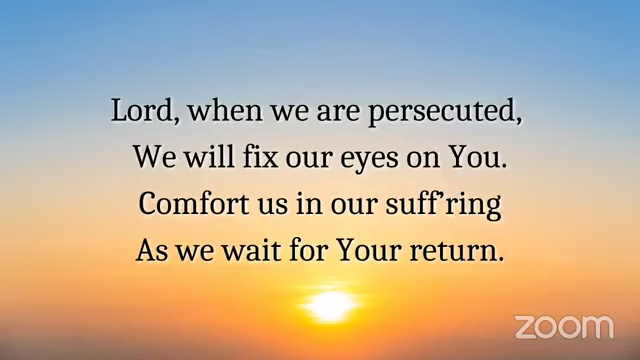 Lord, when we are persecuted,
We will fix our eyes on You.
Comfort us in our suff’ring
As we wait for Your return.
zoom